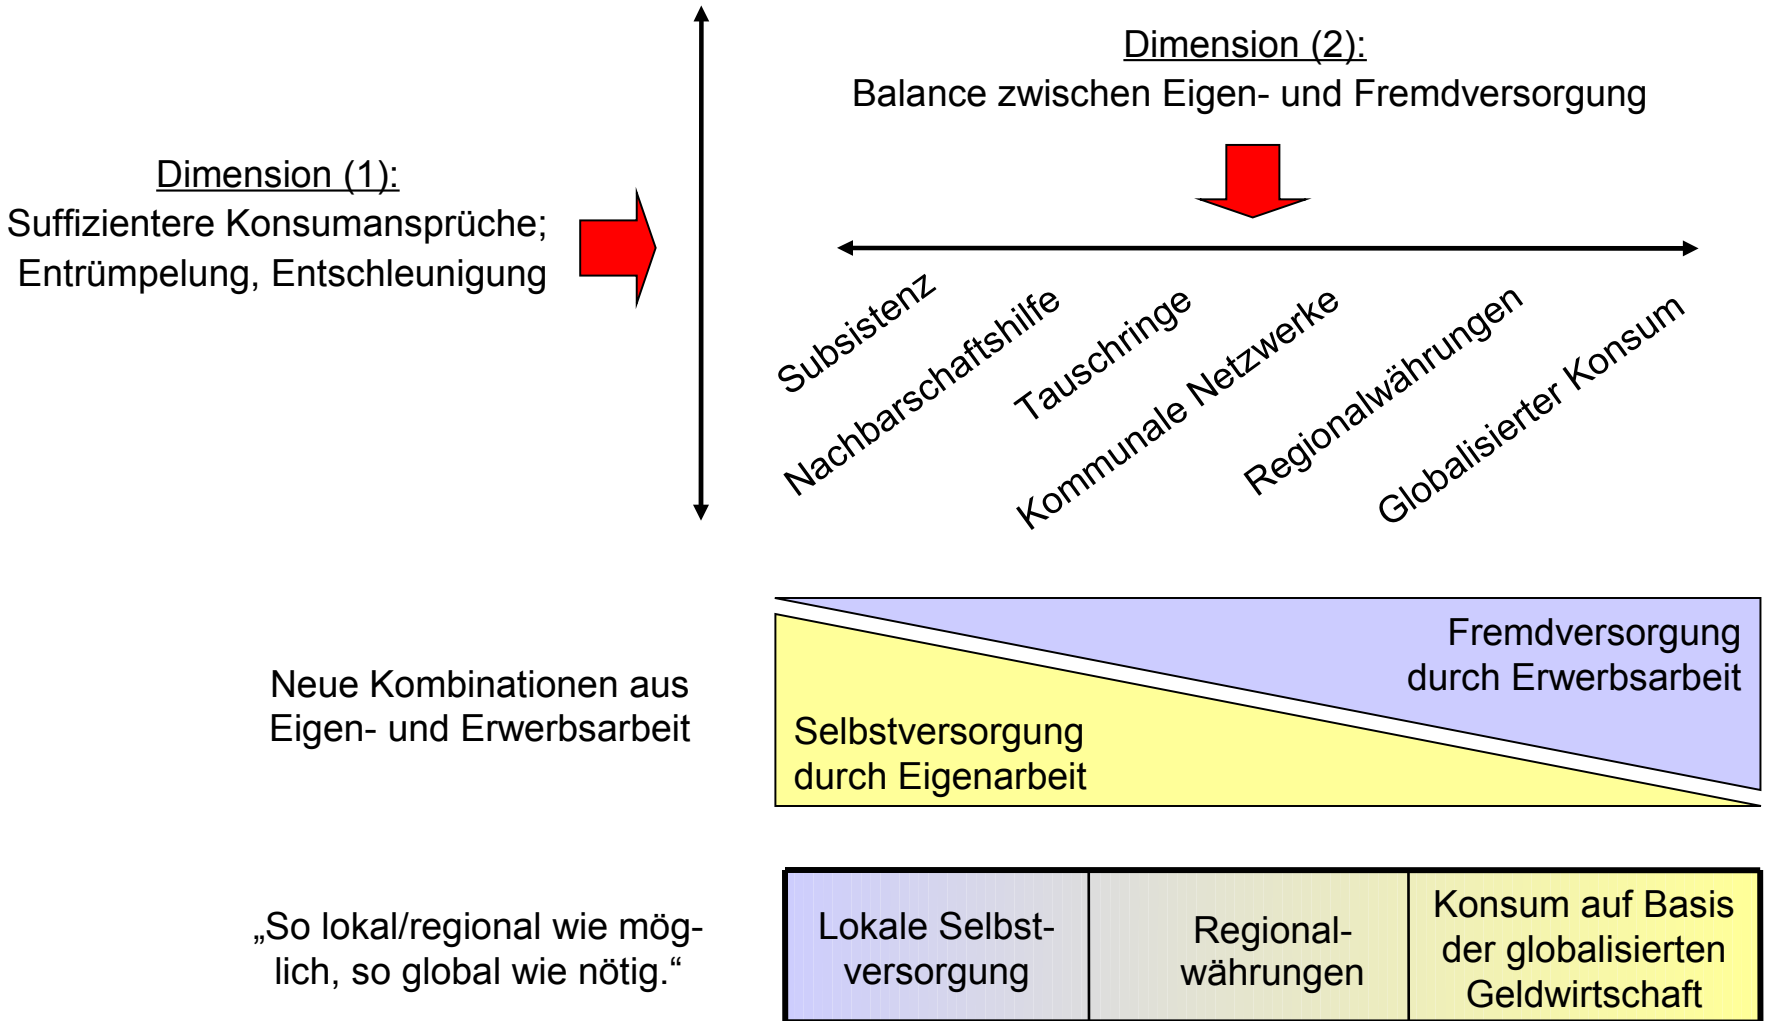 Dimension (2):
Balance zwischen Eigen- und Fremdversorgung
Dimension (1):
Suffizientere Konsumansprüche;
Entrümpelung, Entschleunigung
Subsistenz
Nachbarschaftshilfe
Tauschringe
Kommunale Netzwerke
Regionalwährungen
Globalisierter Konsum
Neue Kombinationen aus
Eigen- und Erwerbsarbeit
Fremdversorgung
durch Erwerbsarbeit
Selbstversorgung
durch Eigenarbeit
„So lokal/regional wie mög-
lich, so global wie nötig.“
Lokale Selbst-
versorgung
Regional-
währungen
Konsum auf Basis
der globalisierten
Geldwirtschaft